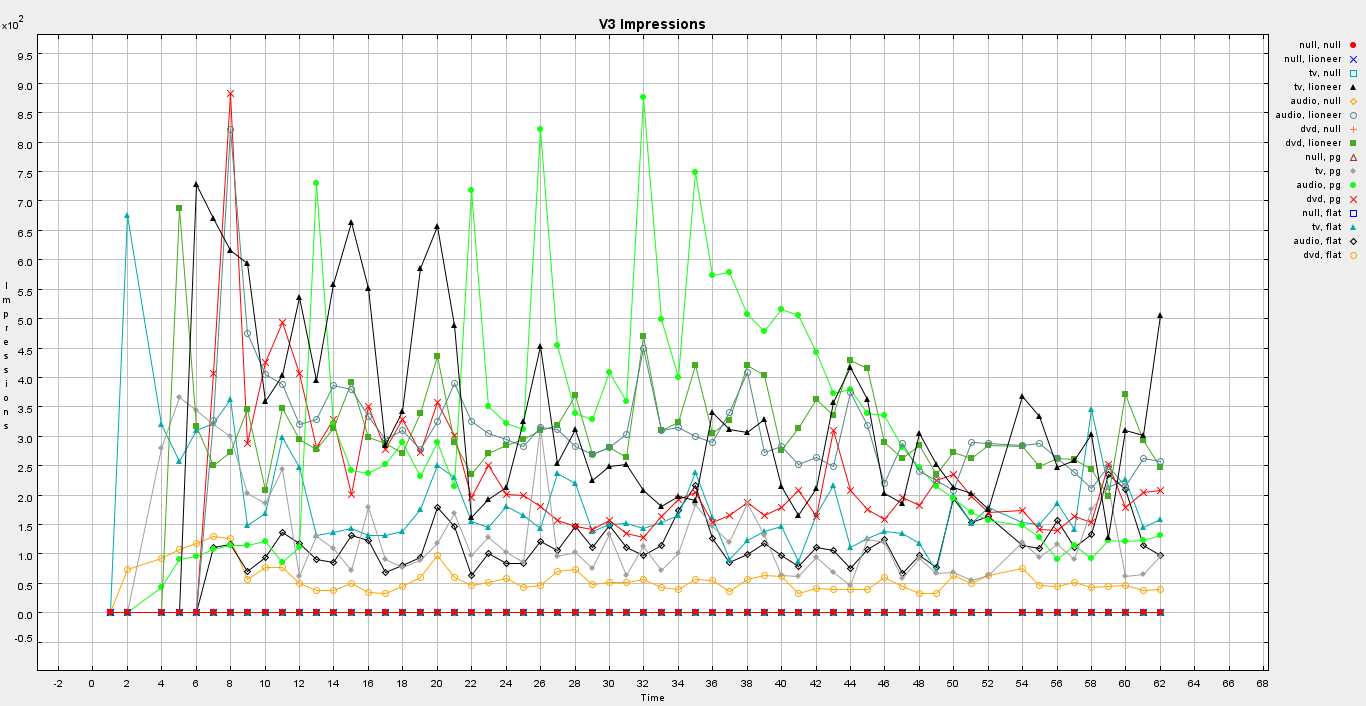 V3 Impressions
x10²
9.5
9.0
8.5
8.0
7.5
7.0
6.5
6.0
5.5
5.0
4.5
4.0
3.5
3.0
2.5
2.0
1.5
1.0
0.5
0.0
-0.5
Impressions
-2 0 2 4 6 8 10 12 14 16 18 20 22 24 26 28 30 32 34 36 38 40 42 44 46 48 50 52 54 56 58 60 62 64 66 68
Time
null, null
null, lioneer
tv, null
tv, lioneer
audio, null
audio, lioneer
dvd, null
dvd, lioneer
null, pg
tv, pg
audio, pg
dvd, pg
null, flat
tv, flat
audio, flat
dvd, flat